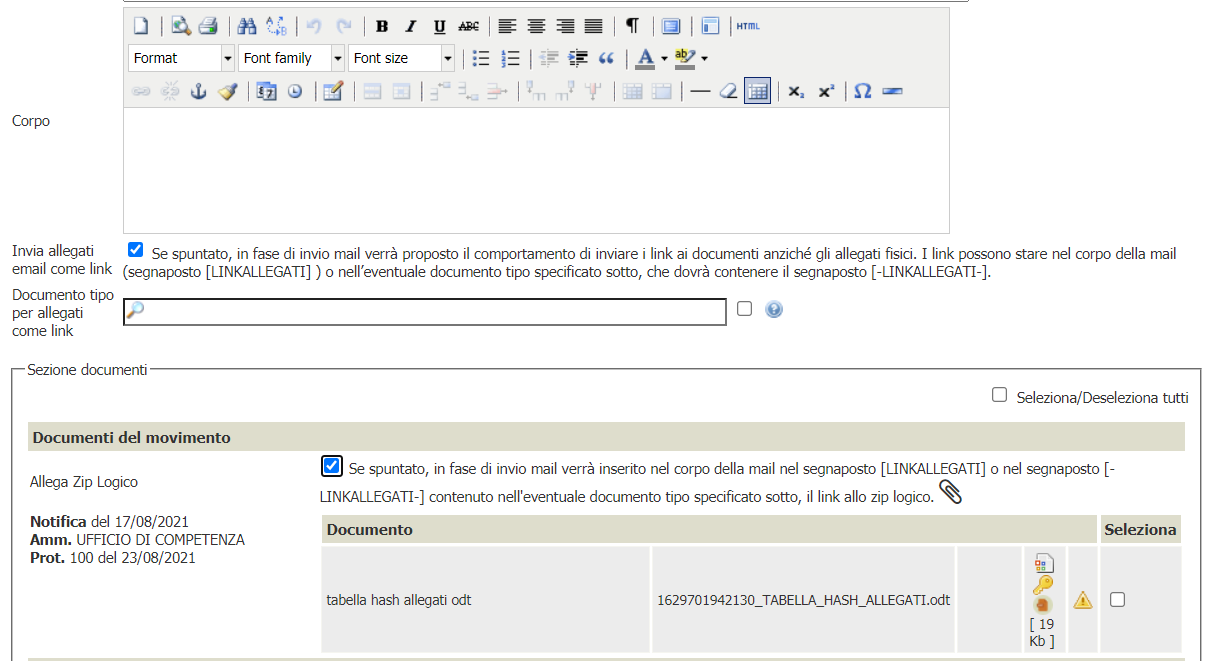 B I U ABC ¶ HTML
Format Font family Font size A ab
x₂ x² Ω
Corpo
Invia allegati
email come link
Se spuntato, in fase di invio mail verrà proposto il comportamento di inviare i link ai documenti anziché gli allegati fisici. I link possono stare nel corpo della mail
(segnaposto [LINKALLEGATI] ) o nell’eventuale documento tipo specificato sotto, che dovrà contenere il segnaposto [-LINKALLEGATI-].
Documento tipo
per allegati
come link
Sezione documenti
Seleziona/Deseleziona tutti
Documenti del movimento
Allega Zip Logico
Se spuntato, in fase di invio mail verrà inserito nel corpo della mail nel segnaposto [LINKALLEGATI] o nel segnaposto [-
LINKALLEGATI-] contenuto nell'eventuale documento tipo specificato sotto, il link allo zip logico.
Notifica del 17/08/2021
Amm. UFFICIO DI COMPETENZA
Prot. 100 del 23/08/2021
Documento Seleziona
tabella hash allegati odt 1629701942130_TABELLA_HASH_ALLEGATI.odt
[ 19
Kb ]